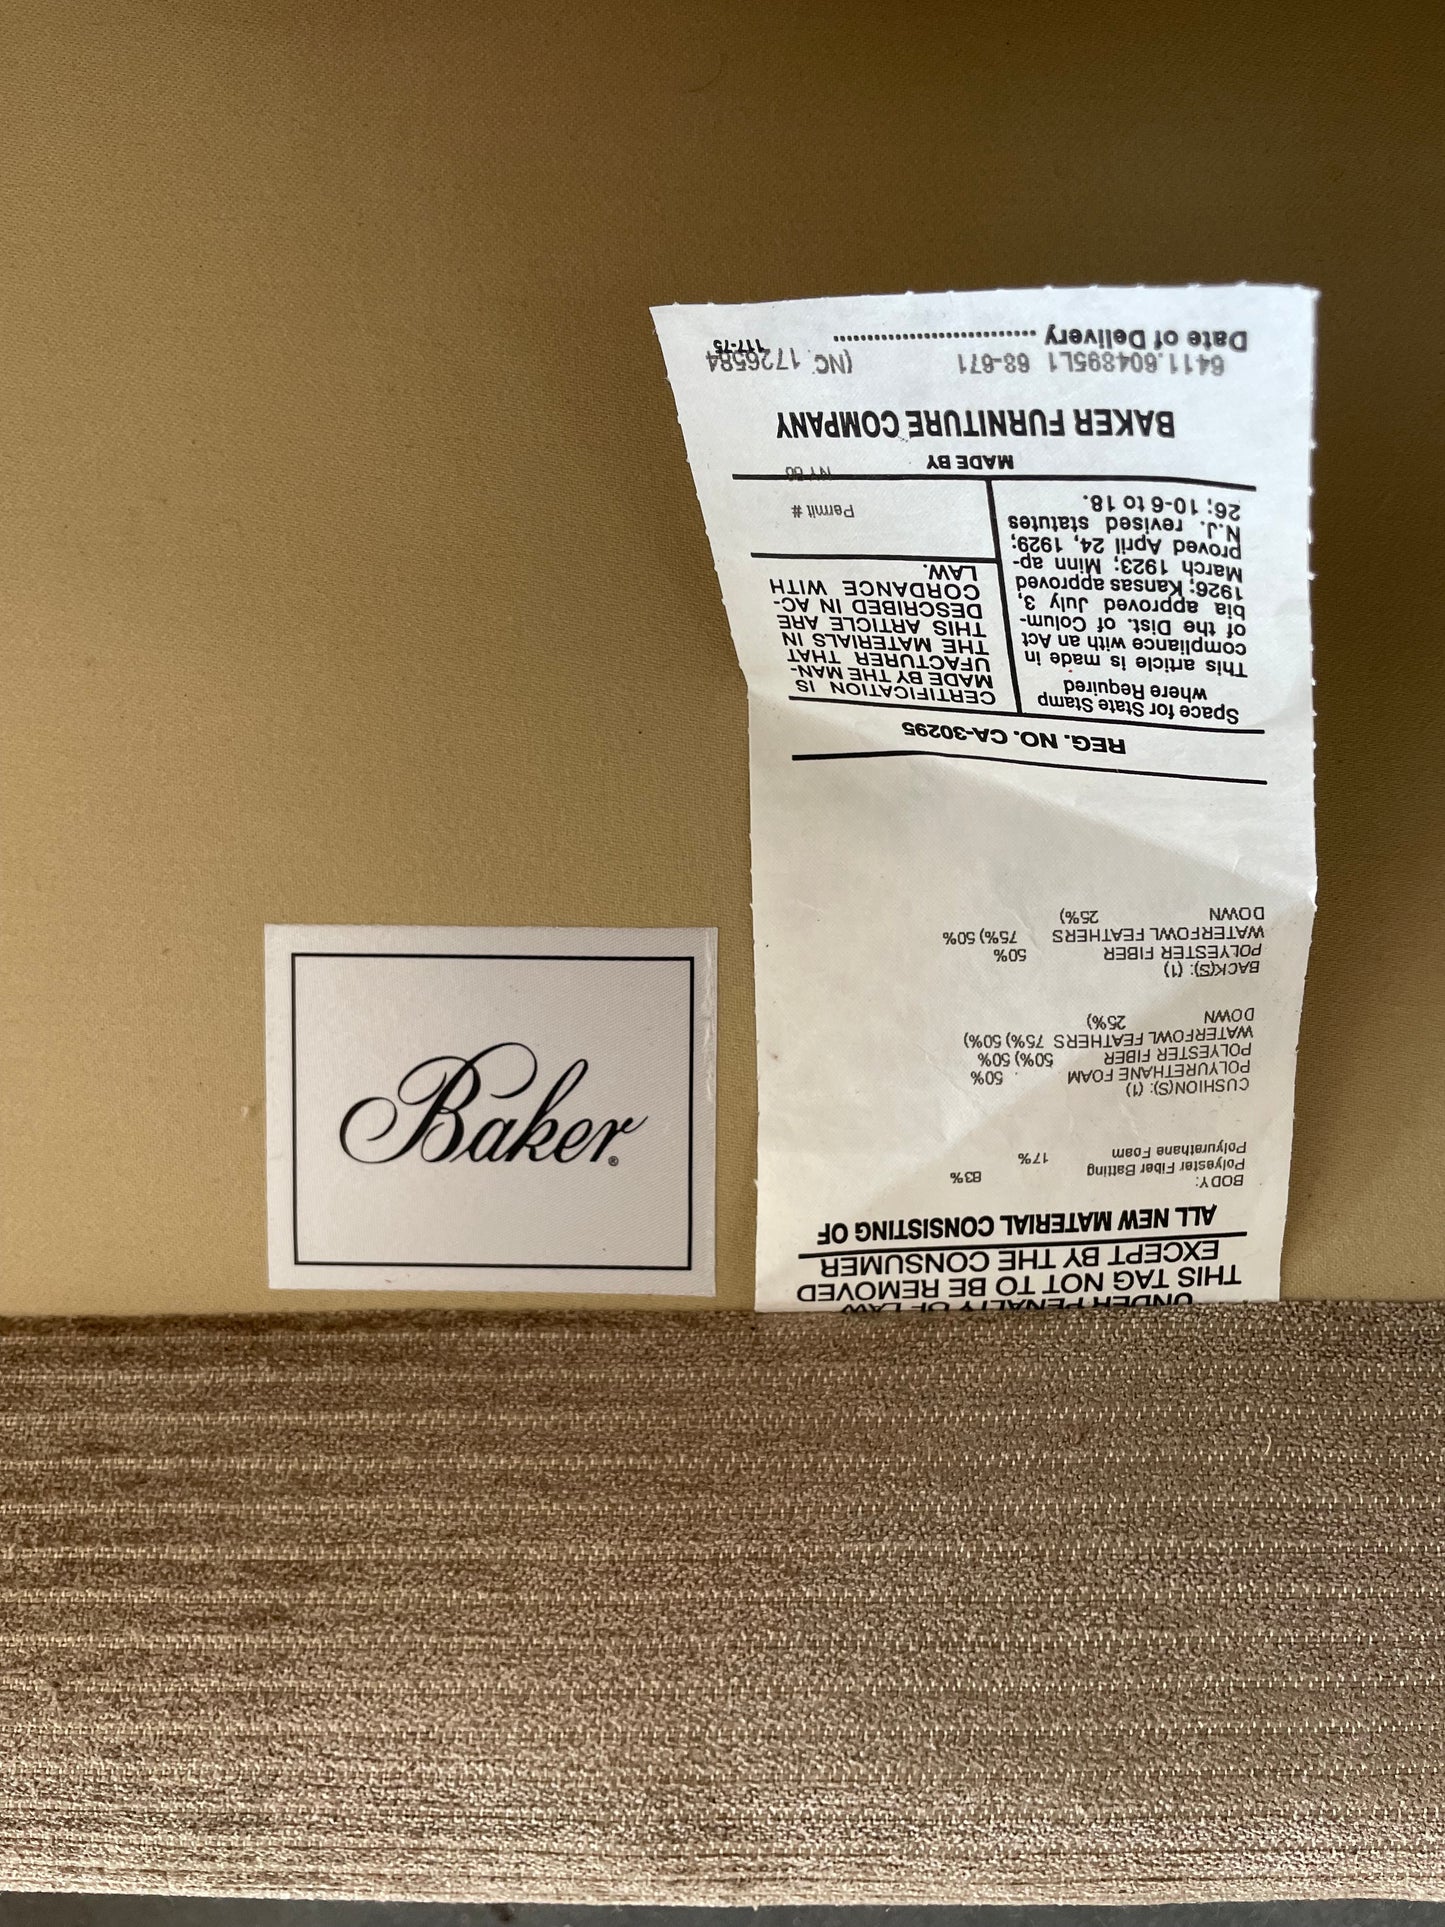 Baker®
UNDER PENALTY OF LAW
THIS TAG NOT TO BE REMOVED
EXCEPT BY THE CONSUMER
ALL NEW MATERIAL CONSISTING OF
BODY:
Polyester Fiber Batting 83%
Polyurethane Foam 17%
CUSHION(S): (1)
POLYURETHANE FOAM 50%
POLYESTER FIBER 50%) 50%
WATERFOWL FEATHERS 75%) 50%)
DOWN 25%)
BACK(S): (1)
POLYESTER FIBER 50%
WATERFOWL FEATHERS 75%) 50%
DOWN 25%)
REG. NO. CA-30295
Space for State Stamp
where Required
This article is made in
compliance with an Act
of the Dist. of Colum-
bia approved July 3,
1926; Kansas approved
March 1923; Minn ap-
proved April 24, 1929;
N.J. revised statutes
26; 10-6 to 18.
CERTIFICATION IS
MADE BY THE MAN-
UFACTURER THAT
THE MATERIALS IN
THIS ARTICLE ARE
DESCRIBED IN AC-
CORDANCE WITH
LAW.
Permit #
MADE BY
BAKER FURNITURE COMPANY
68-671 (NC. 1726584
Date of Delivery 117-75